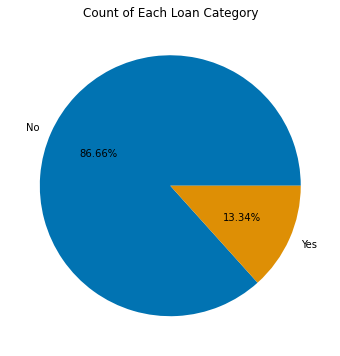 Count of Each Loan Category
No
86.66%
13.34%
Yes